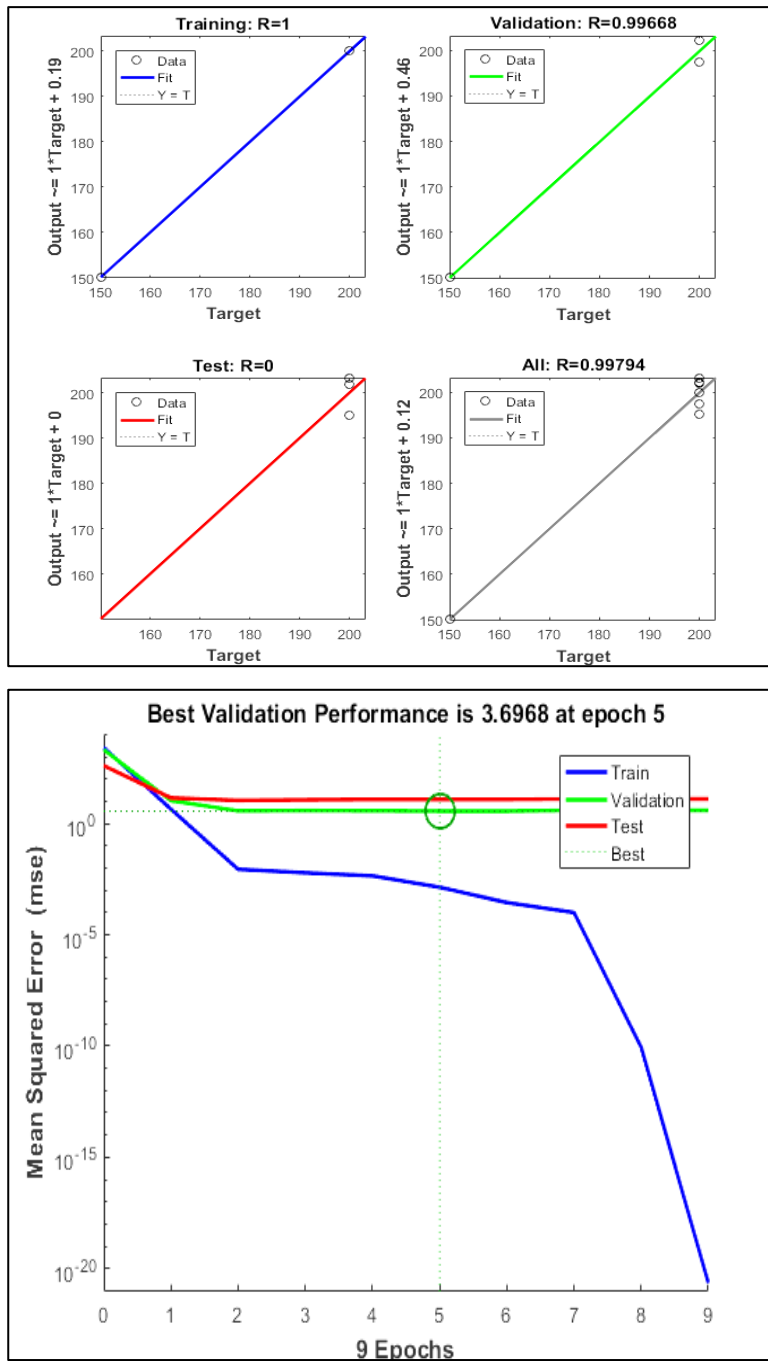 Training: R=1
Output ~= 1*Target + 0.19
Data
Fit
Y = T
200
190
180
170
160
150
150 160 170 180 190 200
Target
Validation: R=0.99668
Output ~= 1*Target + 0.46
Data
Fit
Y = T
200
190
180
170
160
150
150 160 170 180 190 200
Target
Test: R=0
Output ~= 1*Target + 0
Data
Fit
Y = T
200
190
180
170
160
160 170 180 190 200
Target
All: R=0.99794
Output ~= 1*Target + 0.12
Data
Fit
Y = T
200
190
180
170
160
150
150 160 170 180 190 200
Target
Best Validation Performance is 3.6968 at epoch 5
Mean Squared Error (mse)
Train
Validation
Test
Best
10^0
10^-5
10^-10
10^-15
10^-20
0 1 2 3 4 5 6 7 8 9
9 Epochs